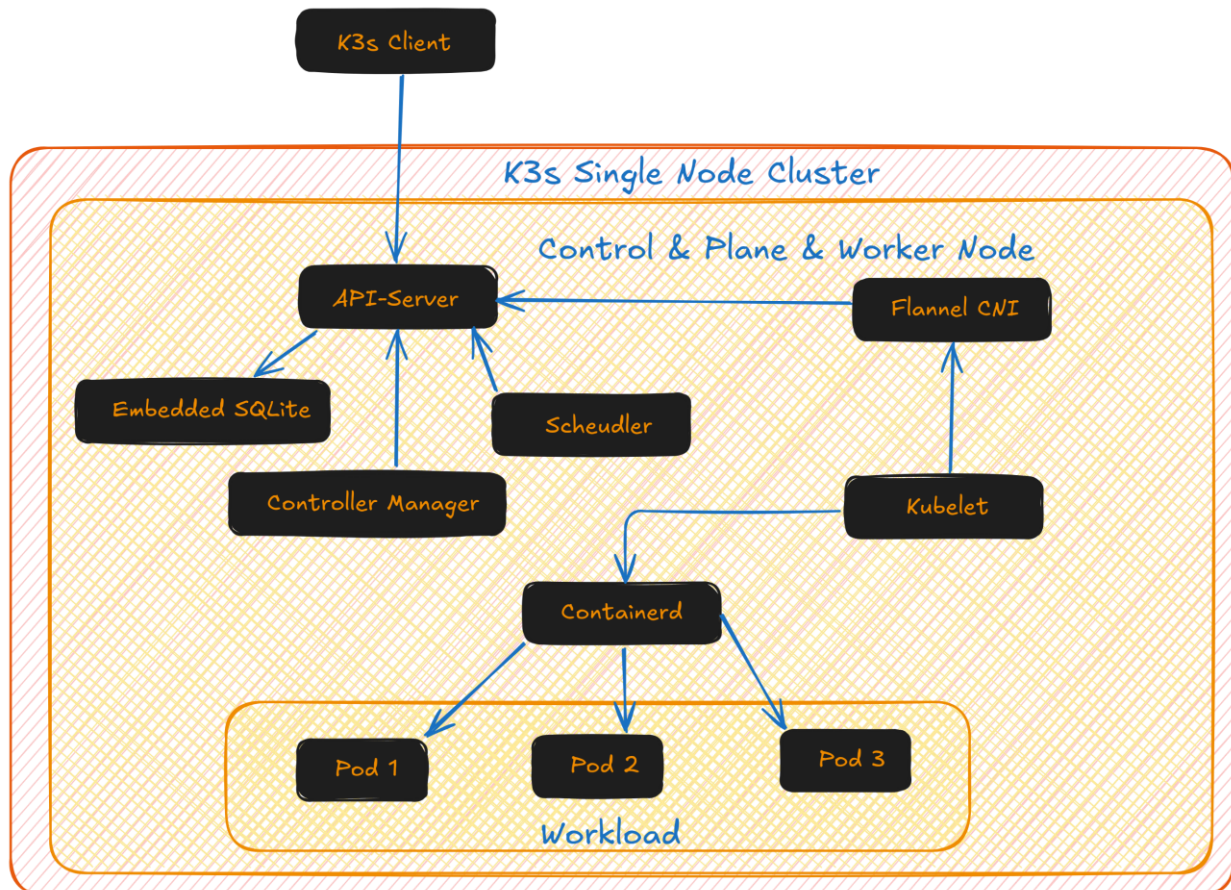 K3s Client
K3s Single Node Cluster
Control & Plane & Worker Node
API-Server
Flannel CNI
Embedded SQLite
Scheudler
Controller Manager
Kubelet
Containerd
Pod 1
Pod 2
Pod 3
Workload